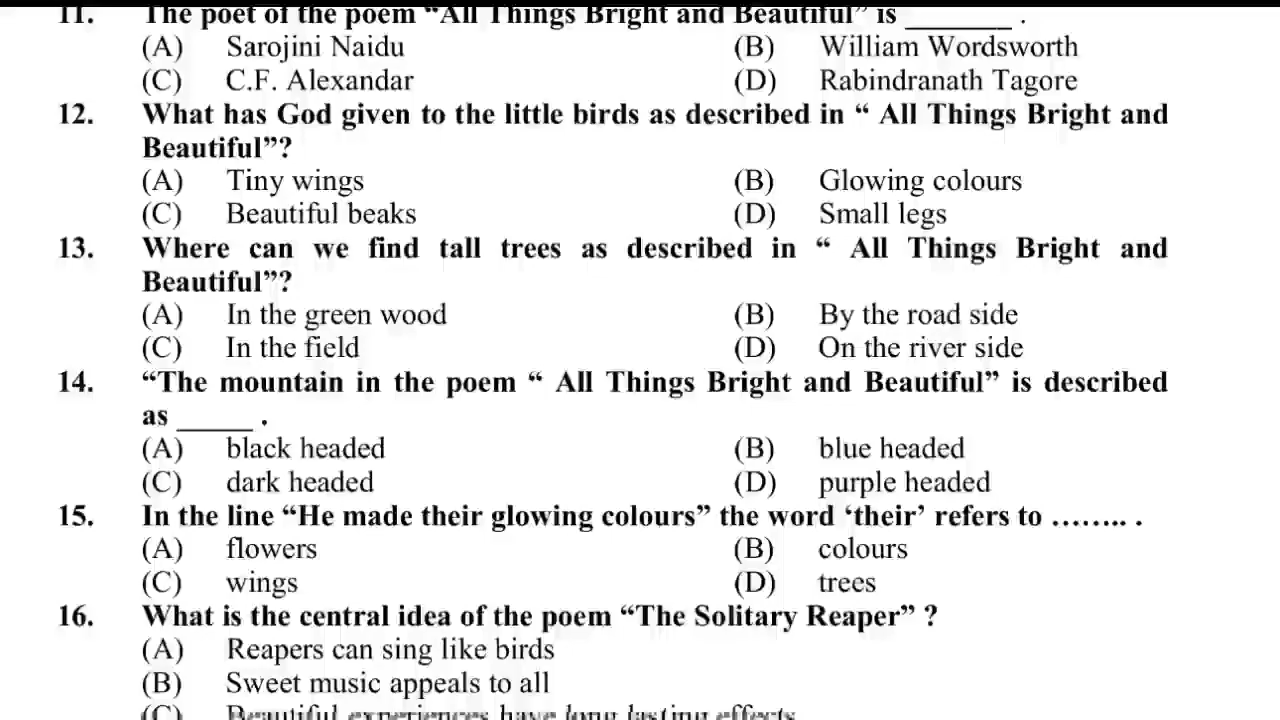 11. The poet of the poem “All Things Bright and Beautiful” is _______ .
(A) Sarojini Naidu (B) William Wordsworth
(C) C.F. Alexandar (D) Rabindranath Tagore
12. What has God given to the little birds as described in “ All Things Bright and
Beautiful”?
(A) Tiny wings (B) Glowing colours
(C) Beautiful beaks (D) Small legs
13. Where can we find tall trees as described in “ All Things Bright and
Beautiful”?
(A) In the green wood (B) By the road side
(C) In the field (D) On the river side
14. “The mountain in the poem “ All Things Bright and Beautiful” is described
as _____ .
(A) black headed (B) blue headed
(C) dark headed (D) purple headed
15. In the line “He made their glowing colours” the word ‘their’ refers to …….. .
(A) flowers (B) colours
(C) wings (D) trees
16. What is the central idea of the poem “The Solitary Reaper” ?
(A) Reapers can sing like birds
(B) Sweet music appeals to all
(C) Beautiful experiences have long lasting effects